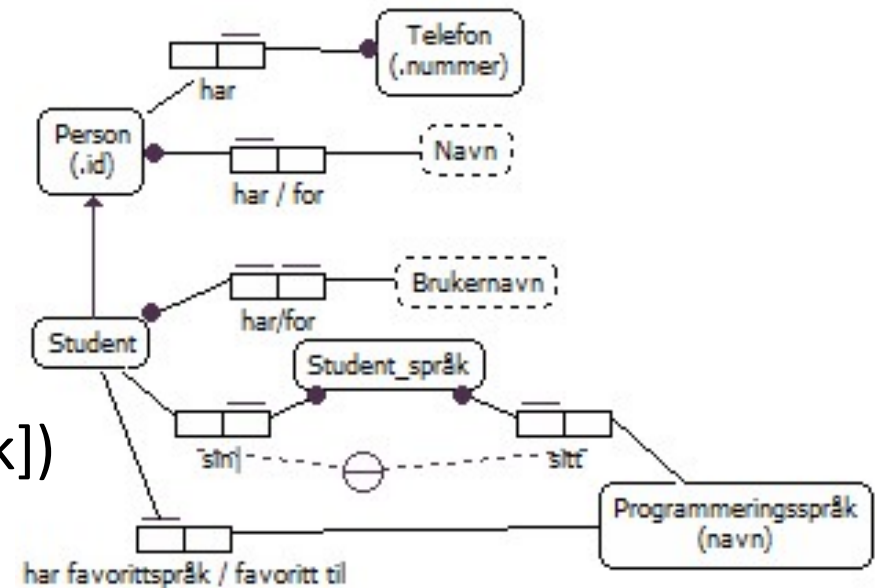 Telefon
(.nummer)
har
Person
(.id)
Navn
har / for
Brukernavn
har/for
Student
Student_språk
k])
sin
sitt
Programmeringsspråk
(navn)
har favorittspråk / favoritt til